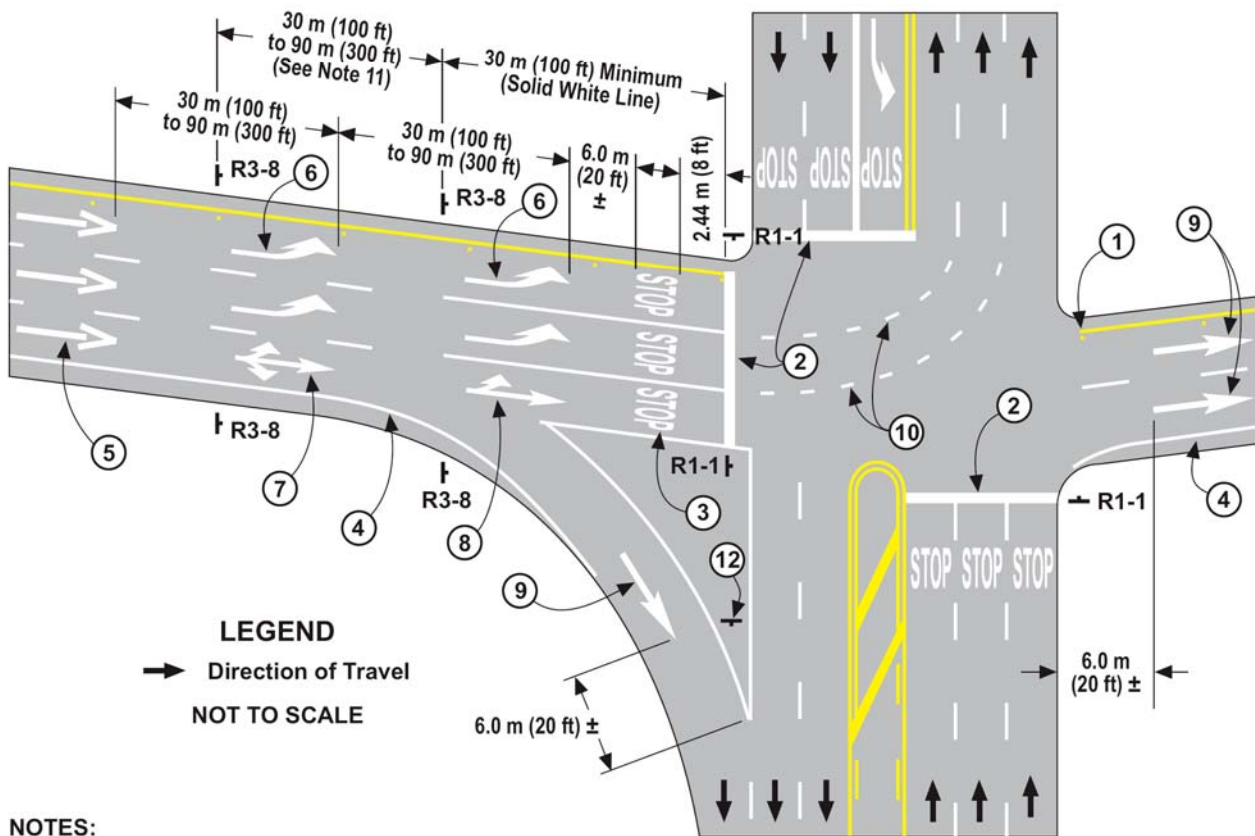 30 m (100 ft)
to 90 m (300 ft)
(See Note 11)
30 m (100 ft) Minimum
(Solid White Line)
30 m (100 ft)
to 90 m (300 ft)
30 m (100 ft)
to 90 m (300 ft)
6.0 m
(20 ft)
±
2.44 m (8 ft)
R3-8
6
R3-8
6
STOP
STOP
STOP
R1-1
1
9
STOP
STOP
STOP
2
10
2
5
R3-8
7
4
R3-8
8
R1-1
3
12
R1-1
4
STOP STOP STOP
9
LEGEND
Direction of Travel
NOT TO SCALE
6.0 m (20 ft) ±
6.0 m
(20 ft) ±
NOTES: